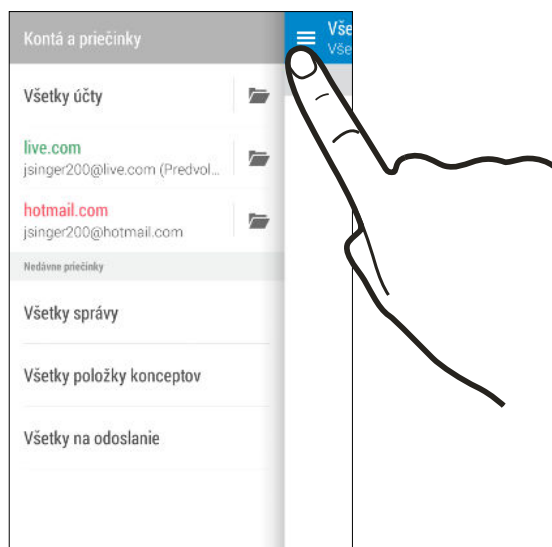 Kontá a priečinky
Vše
Vše
Všetky účty
live.com
jsinger200@live.com (Predvol...
hotmail.com
jsinger200@hotmail.com
Nedávne priečinky
Všetky správy
Všetky položky konceptov
Všetky na odoslanie